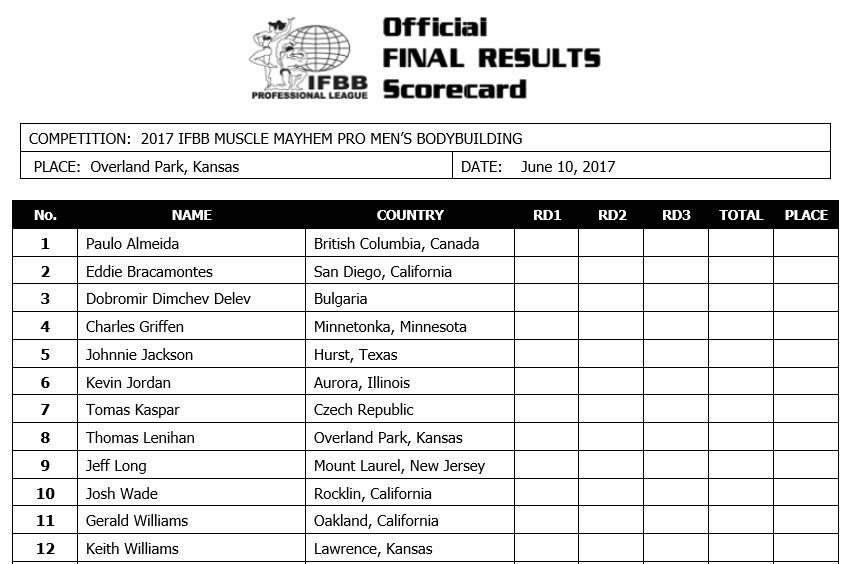 Official
FINAL RESULTS
Scorecard
IFBB
PROFESSIONAL LEAGUE
COMPETITION: 2017 IFBB MUSCLE MAYHEM PRO MEN'S BODYBUILDING
PLACE: Overland Park, Kansas DATE: June 10, 2017
No. NAME COUNTRY RD1 RD2 RD3 TOTAL PLACE
1 Paulo Almeida British Columbia, Canada
2 Eddie Bracamontes San Diego, California
3 Dobromir Dimchev Delev Bulgaria
4 Charles Griffen Minnetonka, Minnesota
5 Johnnie Jackson Hurst, Texas
6 Kevin Jordan Aurora, Illinois
7 Tomas Kaspar Czech Republic
8 Thomas Lenihan Overland Park, Kansas
9 Jeff Long Mount Laurel, New Jersey
10 Josh Wade Rocklin, California
11 Gerald Williams Oakland, California
12 Keith Williams Lawrence, Kansas